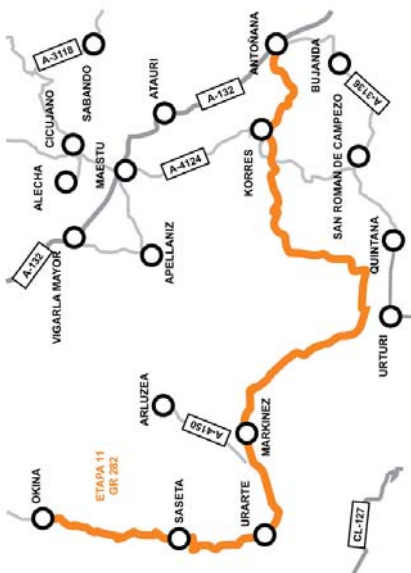 A-3118
SABANDO
CICUJANO
ALECHA
MAESTU
ATAURI
A-132
ANTOÑANA
BUJANDA
A-3136
A-4124
KORRES
SAN ROMAN DE CAMPEZO
A-132
VIGARLA MAYOR
APELLANIZ
QUINTANA
URTURI
ARLUZEA
A-4150
MARKINEZ
ETAPA 11
GR 282
OKINA
SASETA
URARTE
CL-127